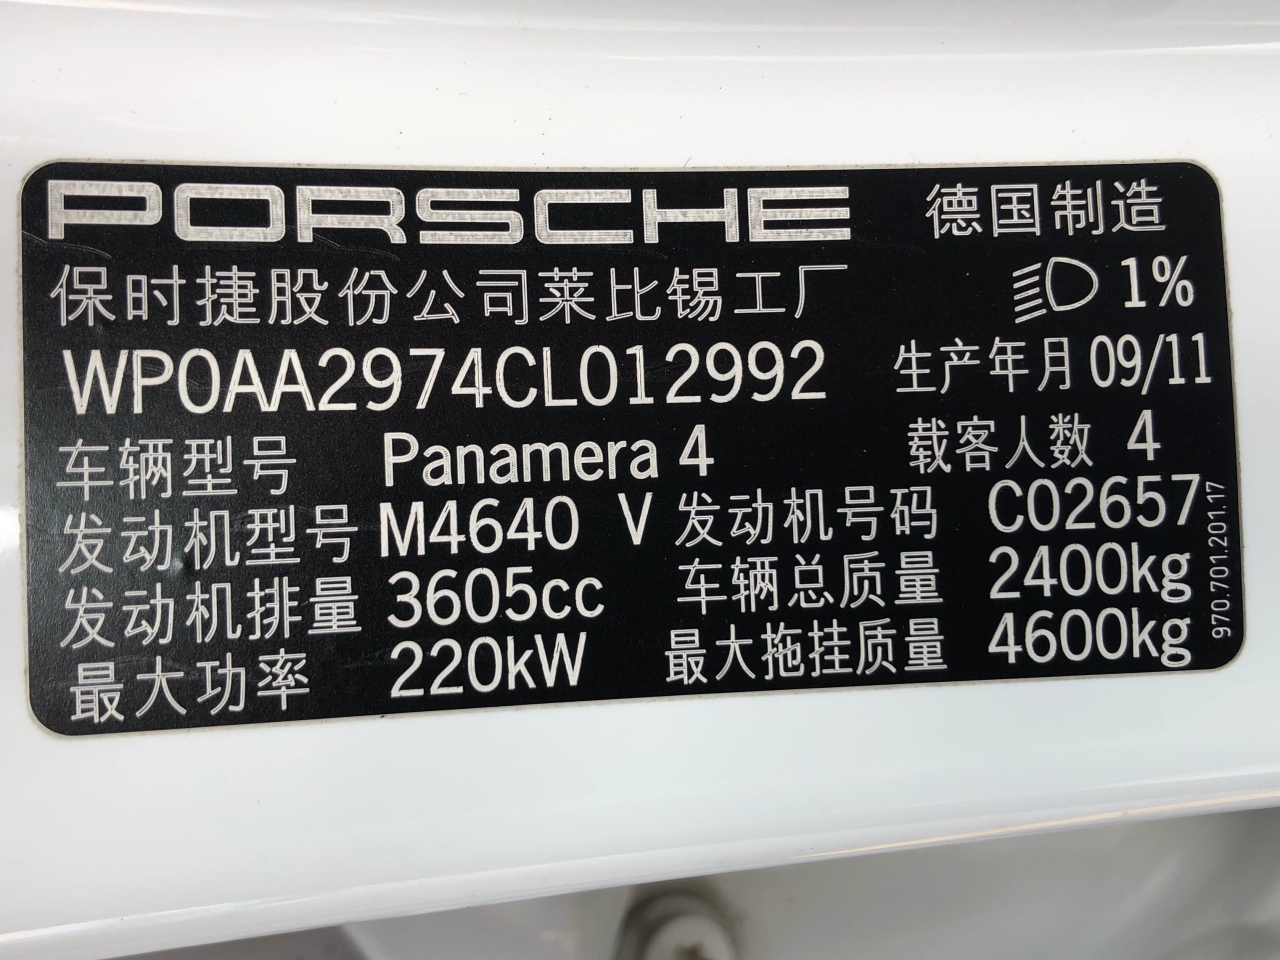 PORSCHE 德国制造
保时捷股份公司莱比锡工厂 1%
WP0AA2974CL012992 生产年月 09/11
车辆型号 Panamera 4 载客人数 4
发动机型号 M4640 V 发动机号码 C02657
发动机排量 3605cc 车辆总质量 2400kg
最大功率 220kW 最大拖挂质量 4600kg
970.701.201.17